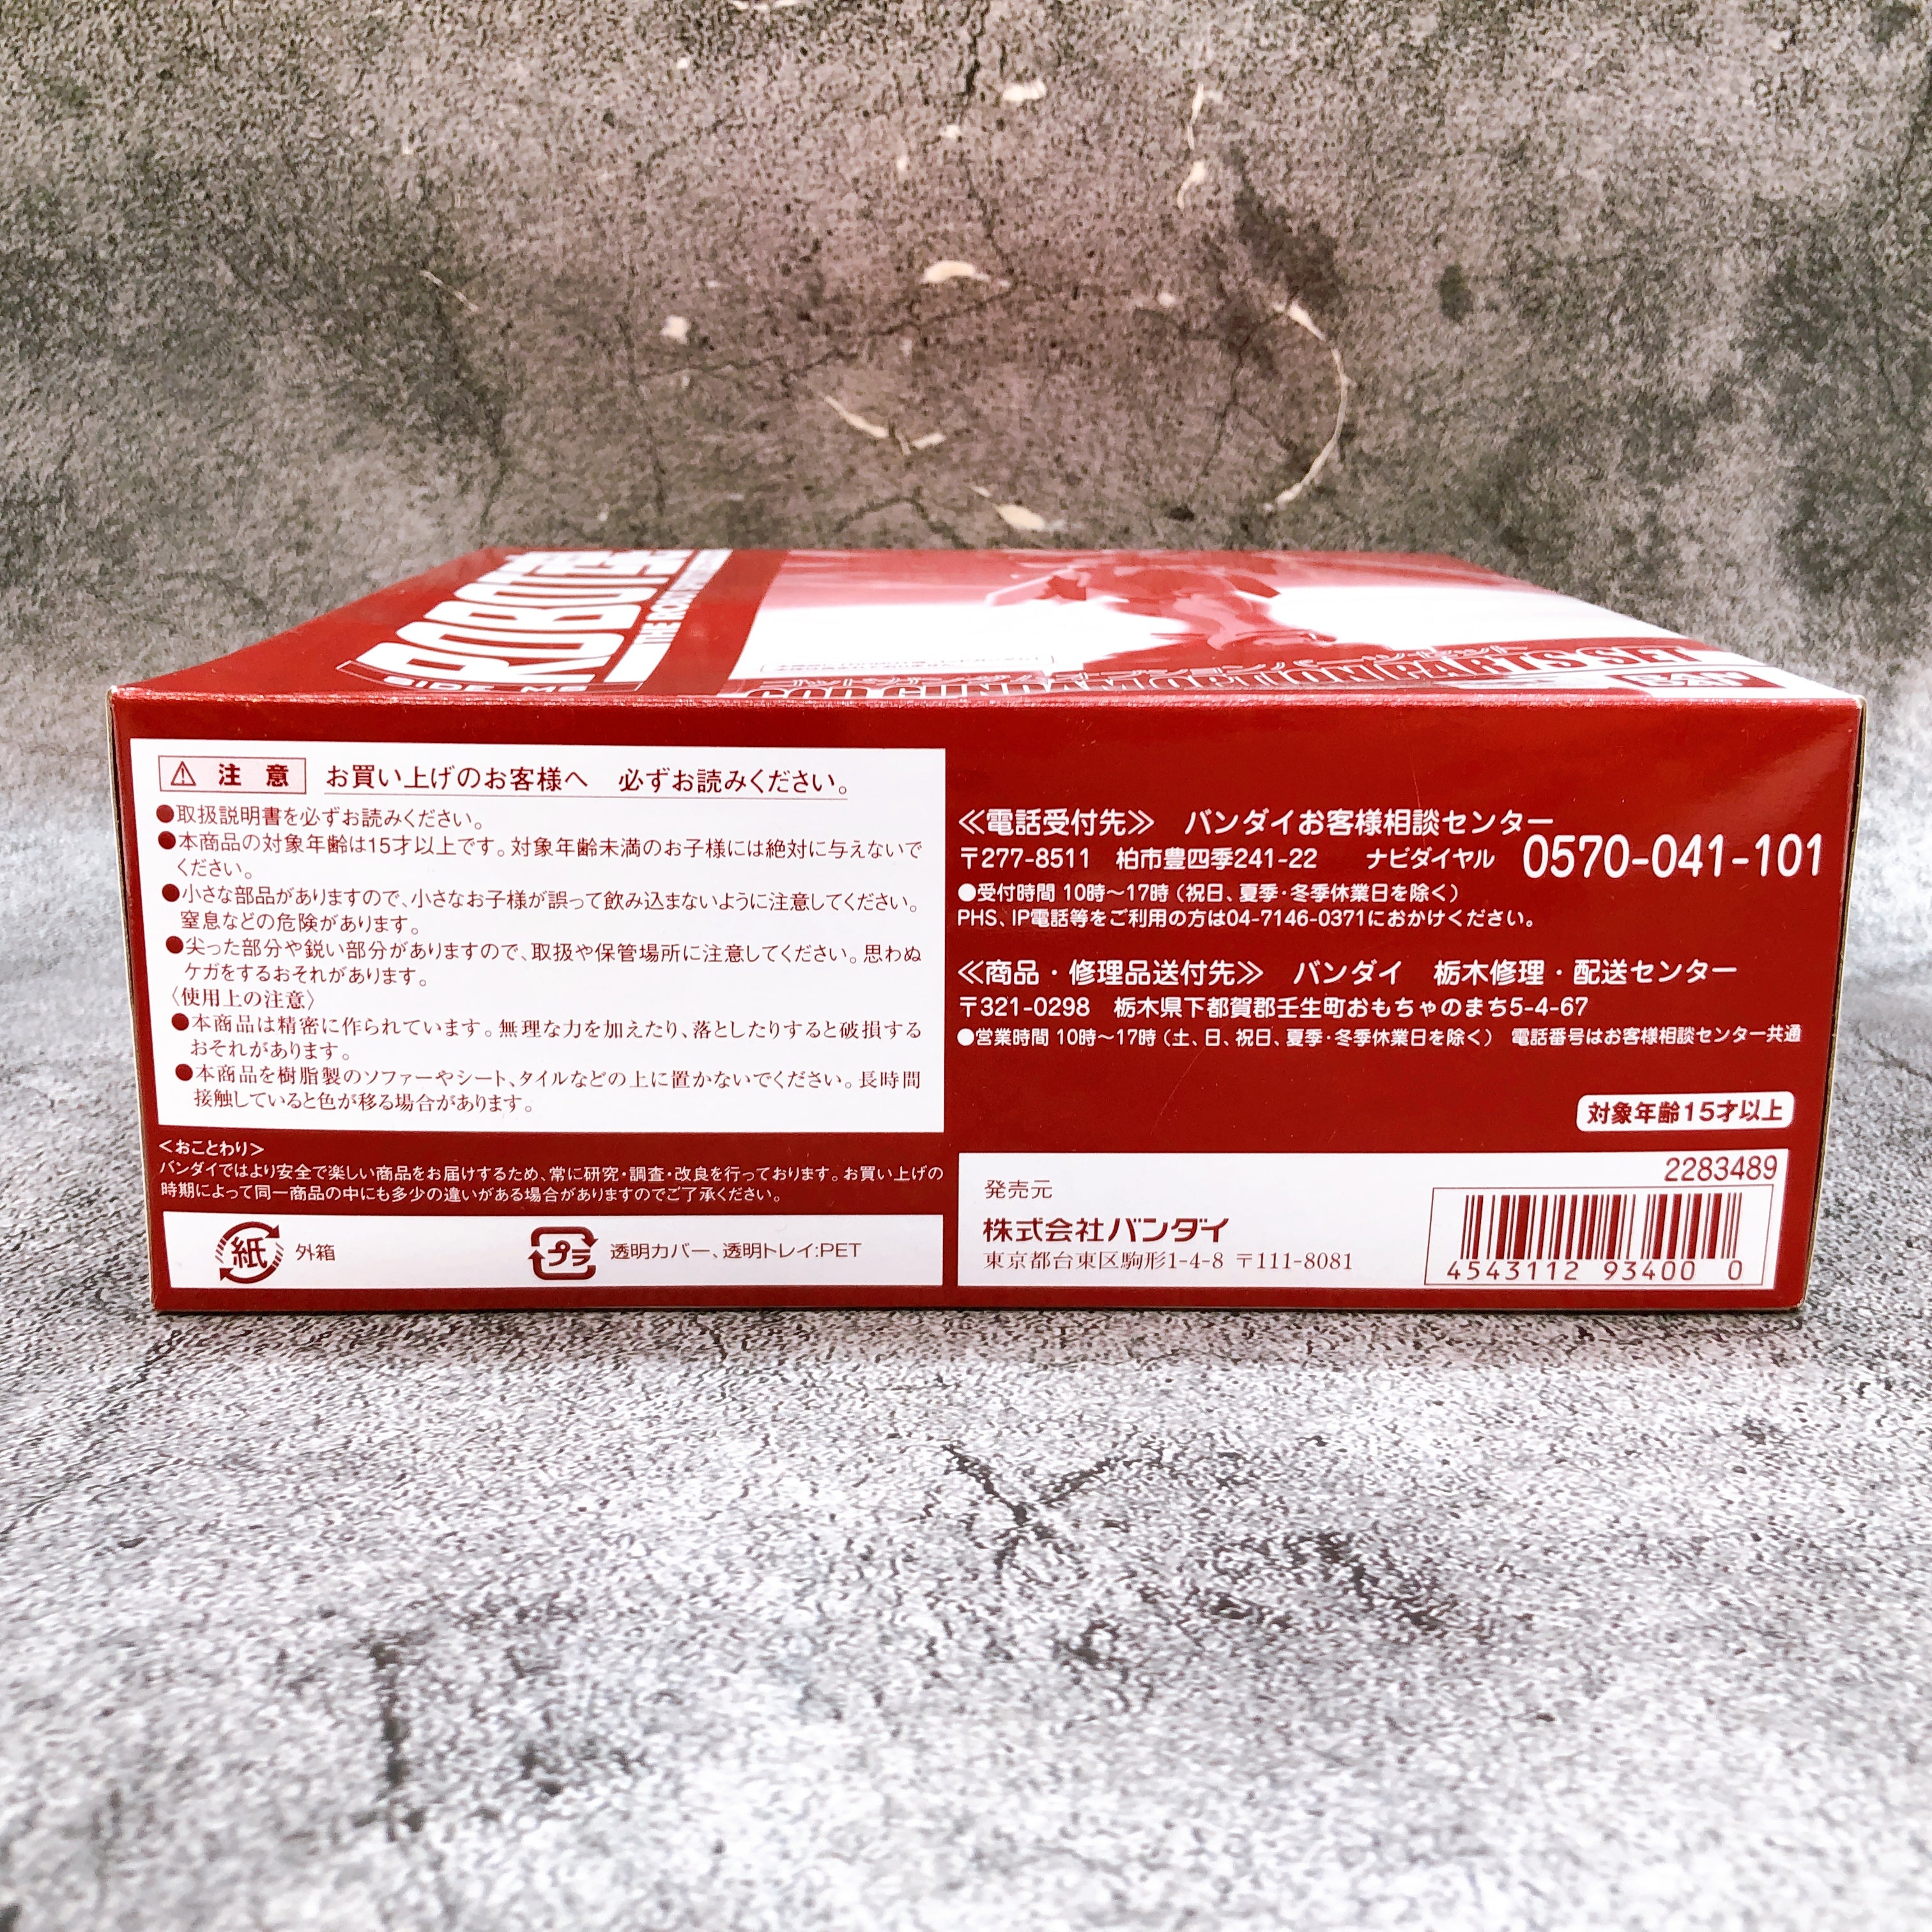 ROBOT
SIDE MS
THE ROBOT
ゴッドガンダム オプションパーツセット
GOD GUNDAM OPTION PARTS SET
⚠ 注 意 お買い上げのお客様へ 必ずお読みください。
●取扱説明書を必ずお読みください。
●本商品の対象年齢は15才以上です。対象年齢未満のお子様には絶対に与えないで
ください。
●小さな部品がありますので、小さなお子様が誤って飲み込まないように注意してください。
窒息などの危険があります。
●尖った部分や鋭い部分がありますので、取扱や保管場所に注意してください。思わぬ
ケガをするおそれがあります。
〈使用上の注意〉
●本商品は精密に作られています。無理な力を加えたり、落としたりすると破損する
おそれがあります。
●本商品を樹脂製のソファーやシート、タイルなどの上に置かないでください。長時間
接触していると色が移る場合があります。
<おことわり>
バンダイではより安全で楽しい商品をお届けするため、常に研究・調査・改良を行っております。お買い上げの
時期によって同一商品の中にも多少の違いがある場合がありますのでご了承ください。
紙 外箱 プラ 透明カバー、透明トレイ:PET
≪電話受付先≫ バンダイお客様相談センター
〒277-8511 柏市豊四季241-22 ナビダイヤル 0570-041-101
●受付時間 10時～17時（祝日、夏季・冬季休業日を除く）
PHS、IP電話等をご利用の方は04-7146-0371におかけください。
≪商品・修理品送付先≫ バンダイ 栃木修理・配送センター
〒321-0298 栃木県下都賀郡壬生町おもちゃのまち5-4-67
●営業時間 10時～17時（土、日、祝日、夏季・冬季休業日を除く） 電話番号はお客様相談センター共通
対象年齢15才以上
2283489
発売元
株式会社バンダイ
東京都台東区駒形1-4-8 〒111-8081
4543112 93400 0